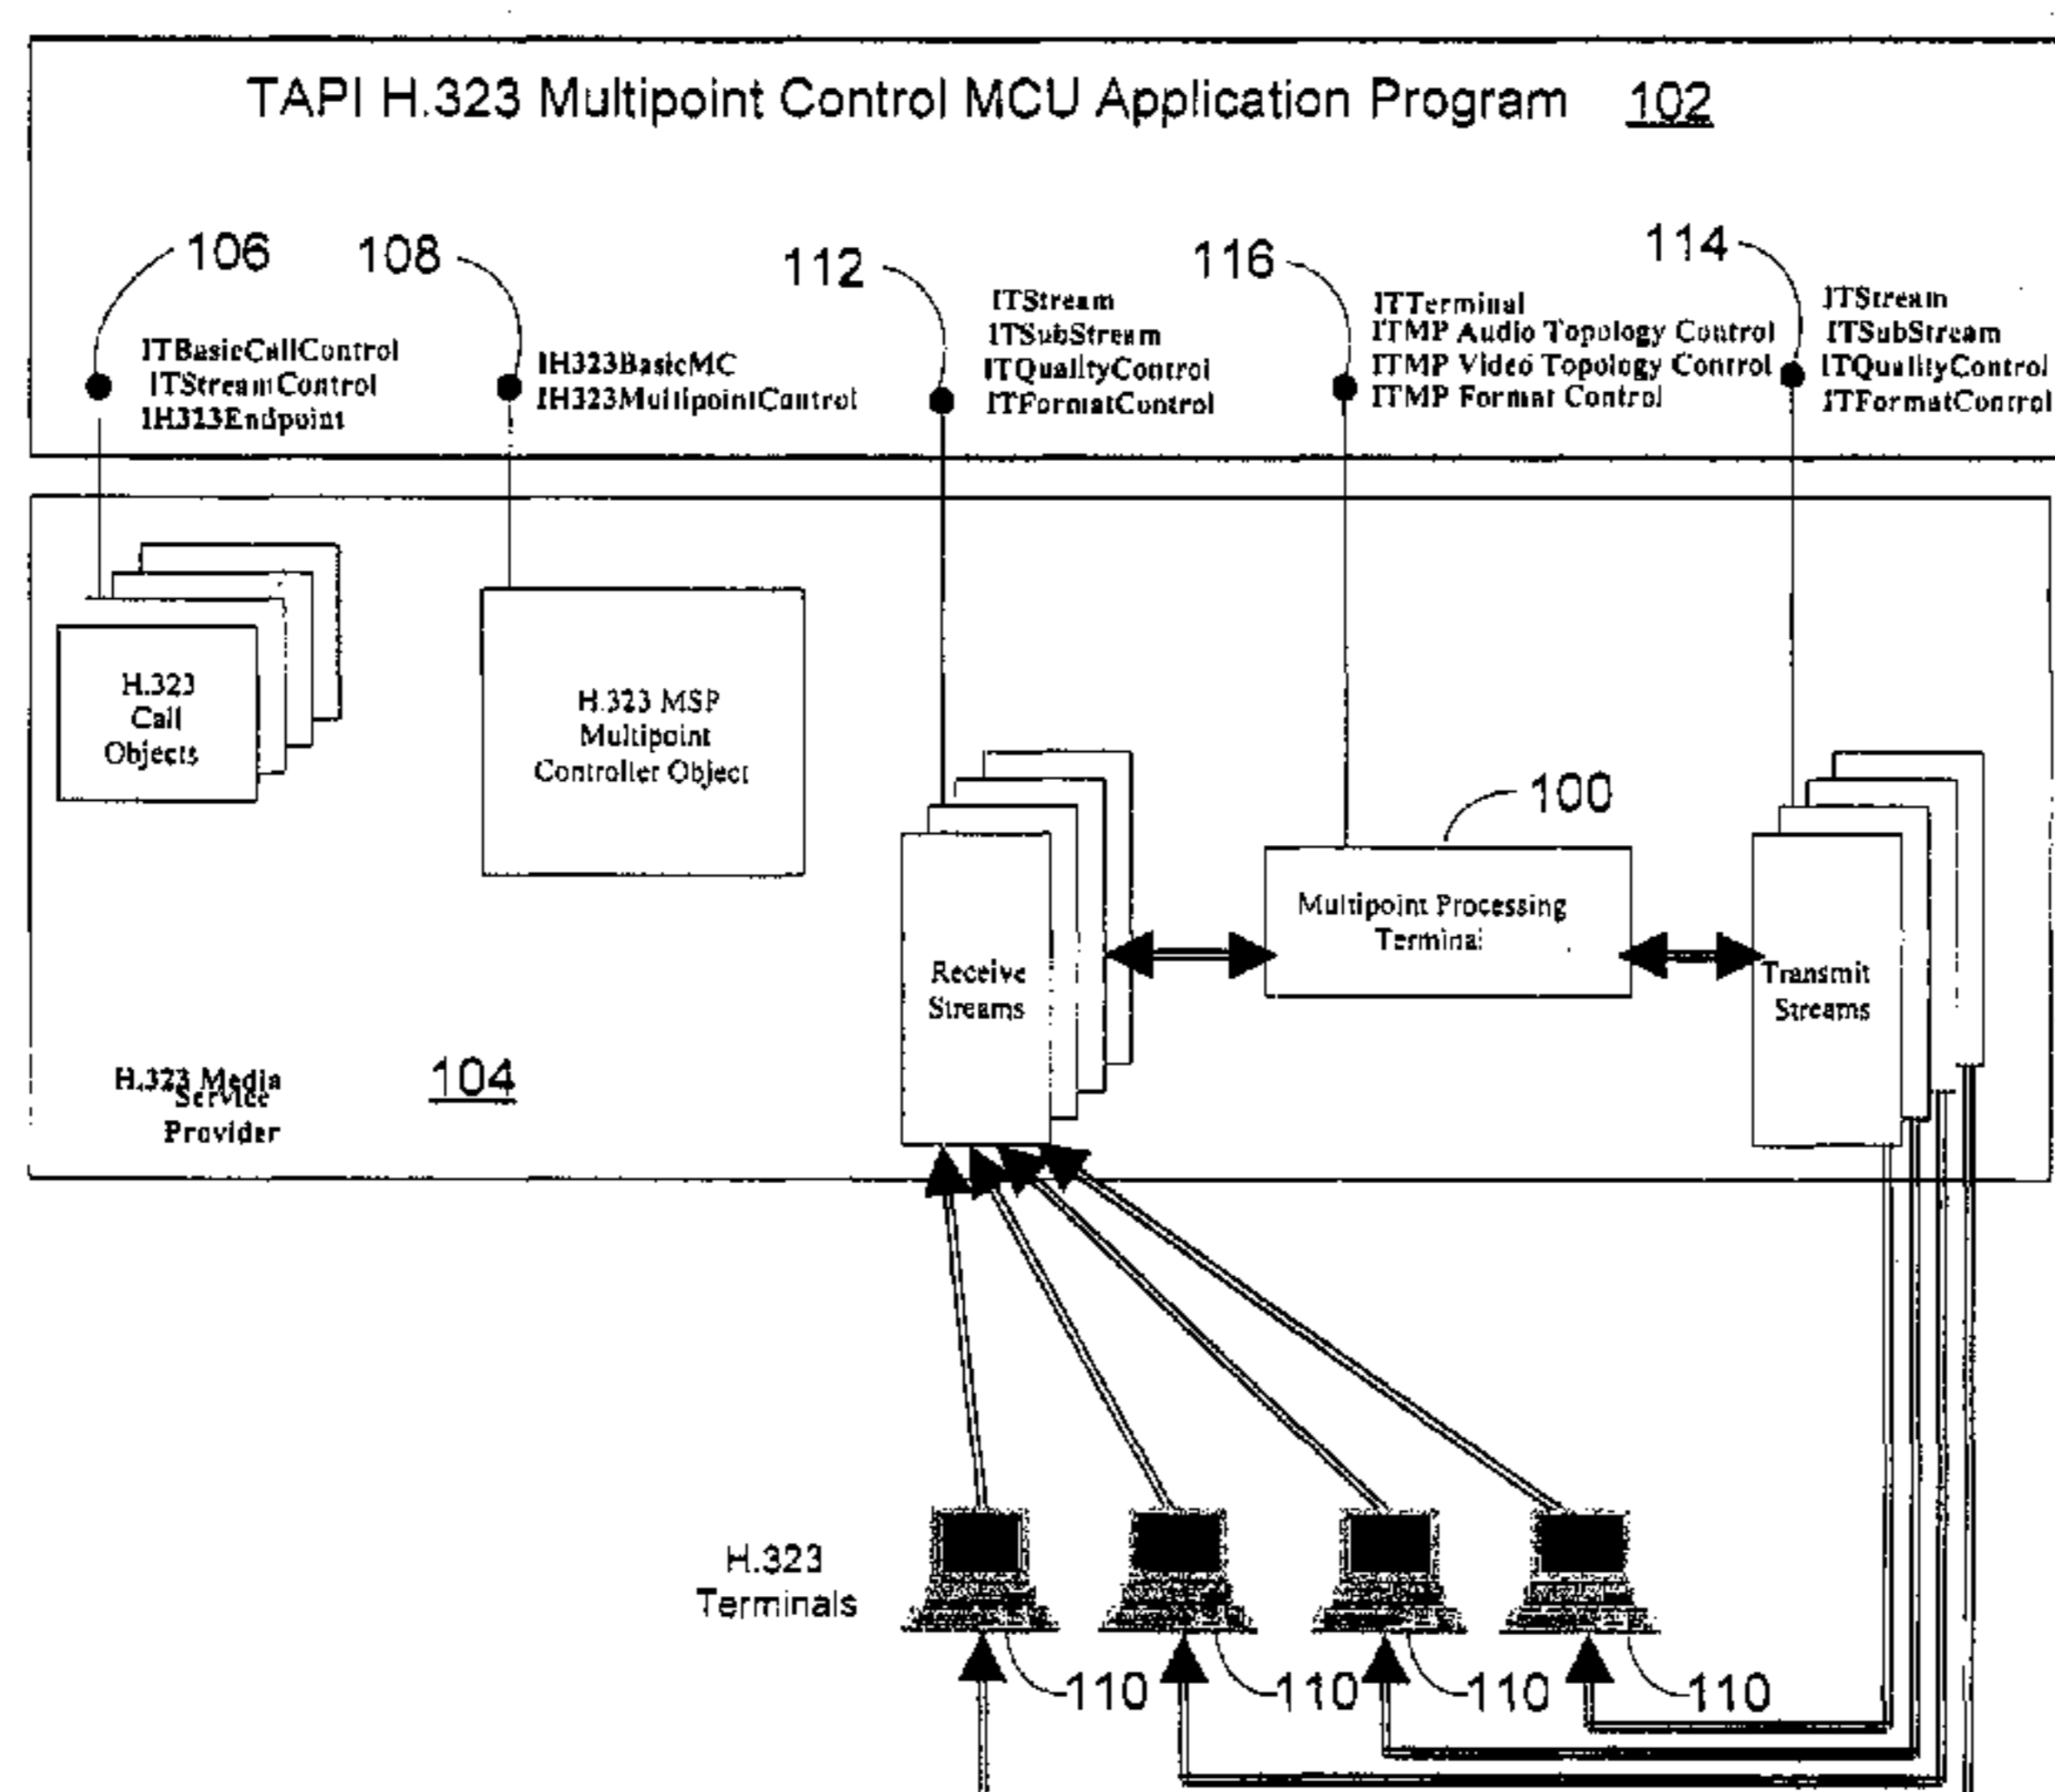 TAPI H.323 Multipoint Control MCU Application Program 102
106
108
112
116
114
ITBasicCallControl
ITStreamControl
IH323Endpoint
IH323BasicMC
IH323MultipointControl
ITStream
ITSubStream
ITQualityControl
ITFormatControl
ITTerminal
ITMP Audio Topology Control
ITMP Video Topology Control
ITMP Format Control
ITStream
ITSubStream
ITQualityControl
ITFormatControl
H.323
Call
Objects
H.323 MSP
Multipoint
Controller Object
100
Receive
Streams
Multipoint Processing
Terminal
Transmit
Streams
H.323 Media
Service
Provider
104
H.323
Terminals
110
110
110
110